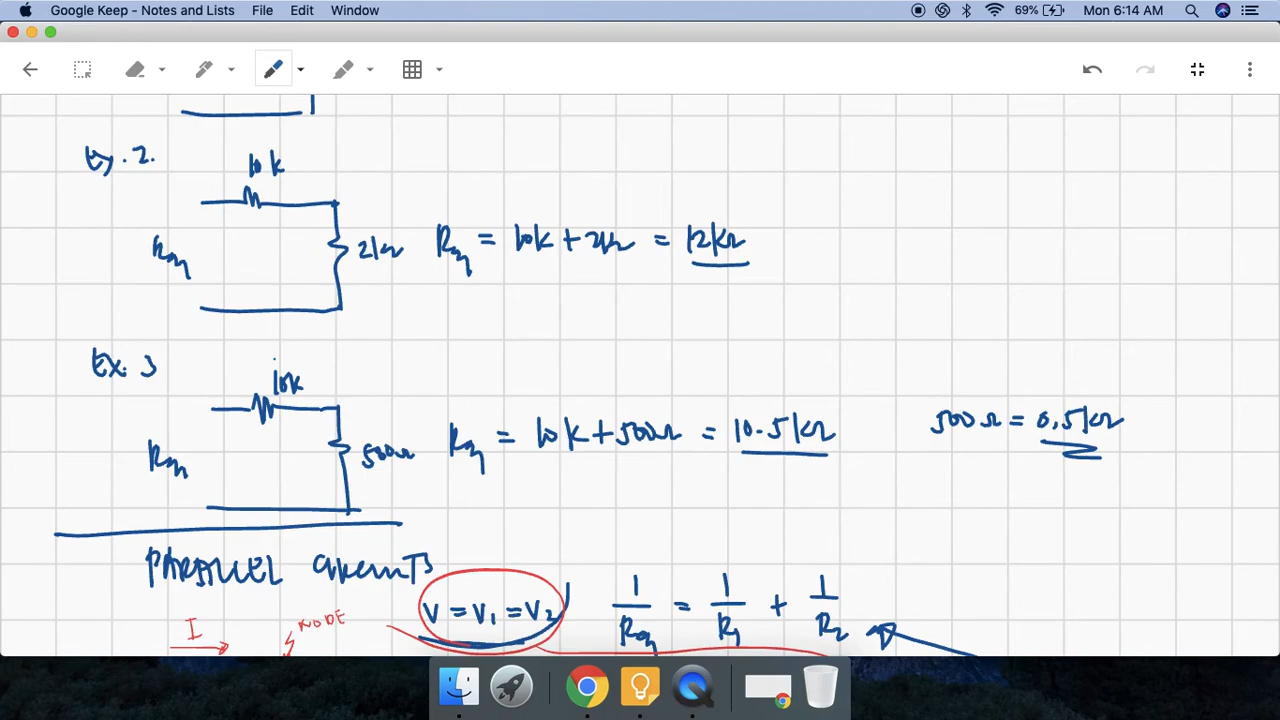 Google Keep - Notes and Lists File Edit Window 69% Mon 6:14 AM
Ex. 2.
10k
Req
2kΩ
Req = 10k + 2kΩ = 12kΩ
Ex. 3
10k
Req
500Ω
Req = 10k + 500Ω = 10.5kΩ
500Ω = 0.5kΩ
PARALLEL CIRCUITS
V = V1 = V2
1/Req = 1/R1 + 1/R2
I
NODE